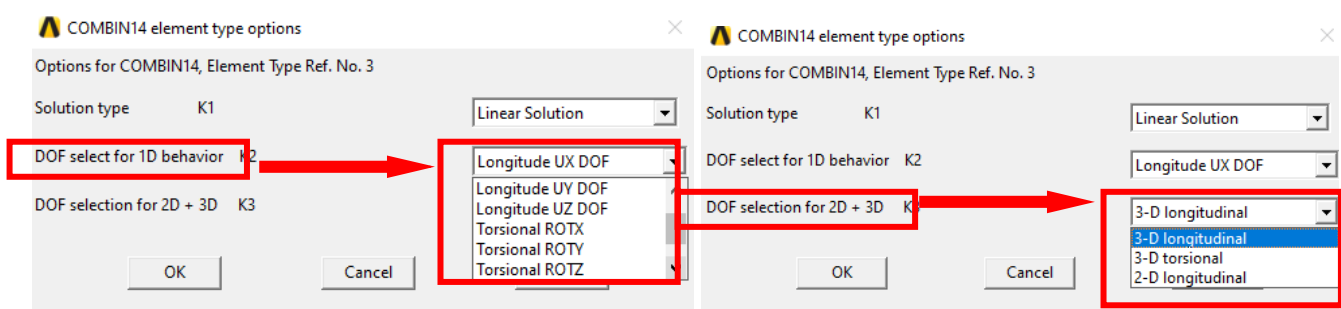 COMBIN14 element type options
Options for COMBIN14, Element Type Ref. No. 3
Solution type K1 Linear Solution
DOF select for 1D behavior K2 Longitude UX DOF
Longitude UY DOF
Longitude UZ DOF
Torsional ROTX
Torsional ROTY
Torsional ROTZ
DOF selection for 2D + 3D K3
OK Cancel
COMBIN14 element type options
Options for COMBIN14, Element Type Ref. No. 3
Solution type K1 Linear Solution
DOF select for 1D behavior K2 Longitude UX DOF
DOF selection for 2D + 3D K3 3-D longitudinal
3-D longitudinal
3-D torsional
2-D longitudinal
OK Cancel